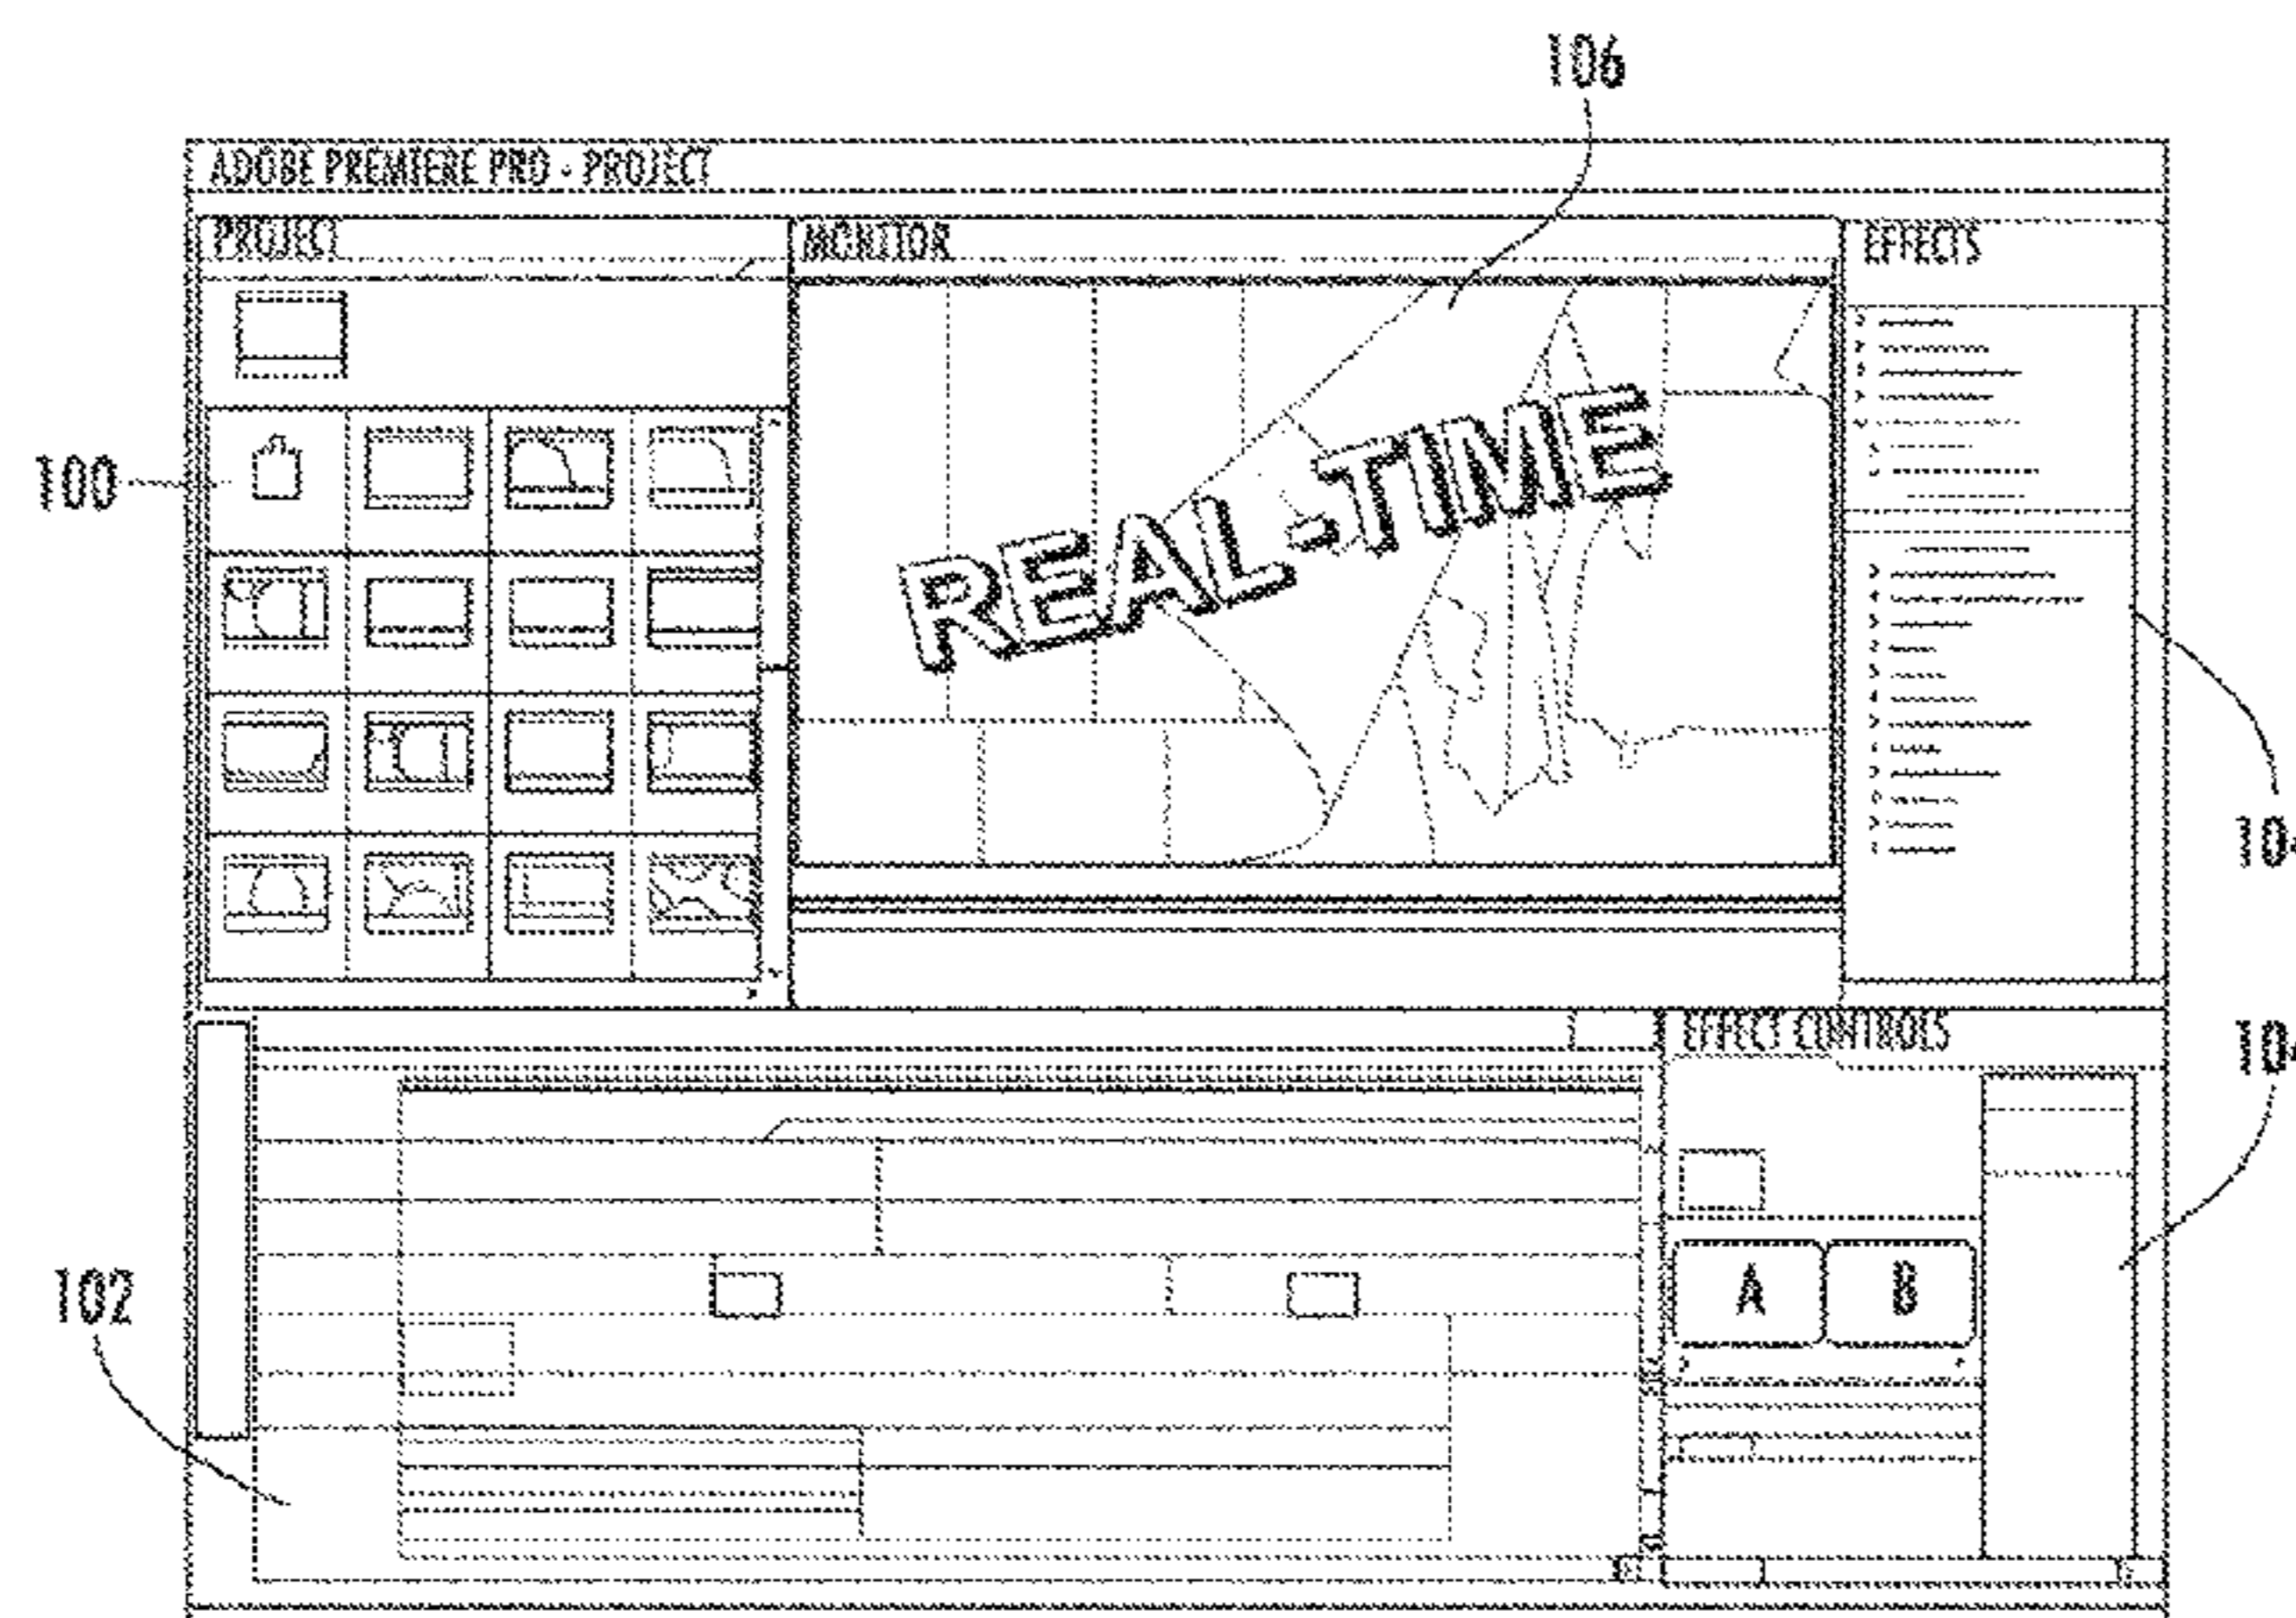 106
ADOBE PREMIERE PRO - PROJECT
PROJECT
MONITOR
EFFECTS
100
REAL-TIME
EFFECT CONTROLS
A B
102